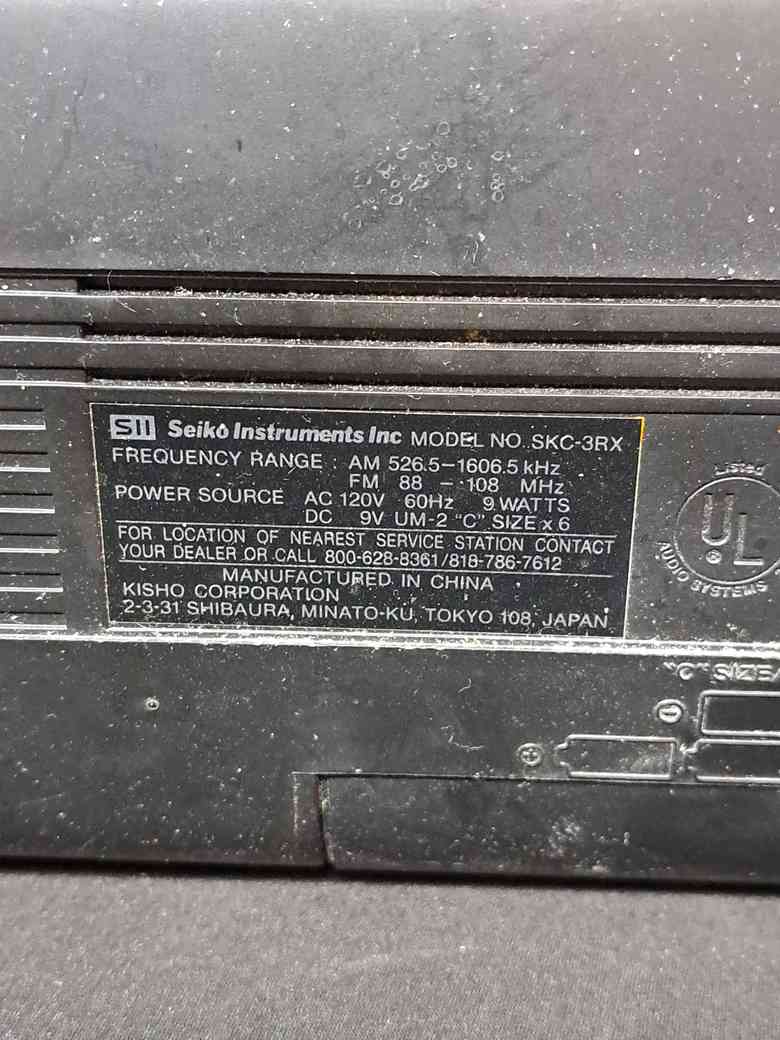 SII Seiko Instruments Inc MODEL NO. SKC-3RX
FREQUENCY RANGE : AM 526.5-1606.5 kHz
FM 88 - 108 MHz
POWER SOURCE AC 120V 60Hz 9 WATTS
DC 9V UM-2 "C" SIZE x 6
FOR LOCATION OF NEAREST SERVICE STATION CONTACT
YOUR DEALER OR CALL 800-628-8361/818-786-7612
MANUFACTURED IN CHINA
KISHO CORPORATION
2-3-31 SHIBAURA, MINATO-KU, TOKYO 108, JAPAN
Listed
UL
®
AUDIO SYSTEMS
"C" SIZE